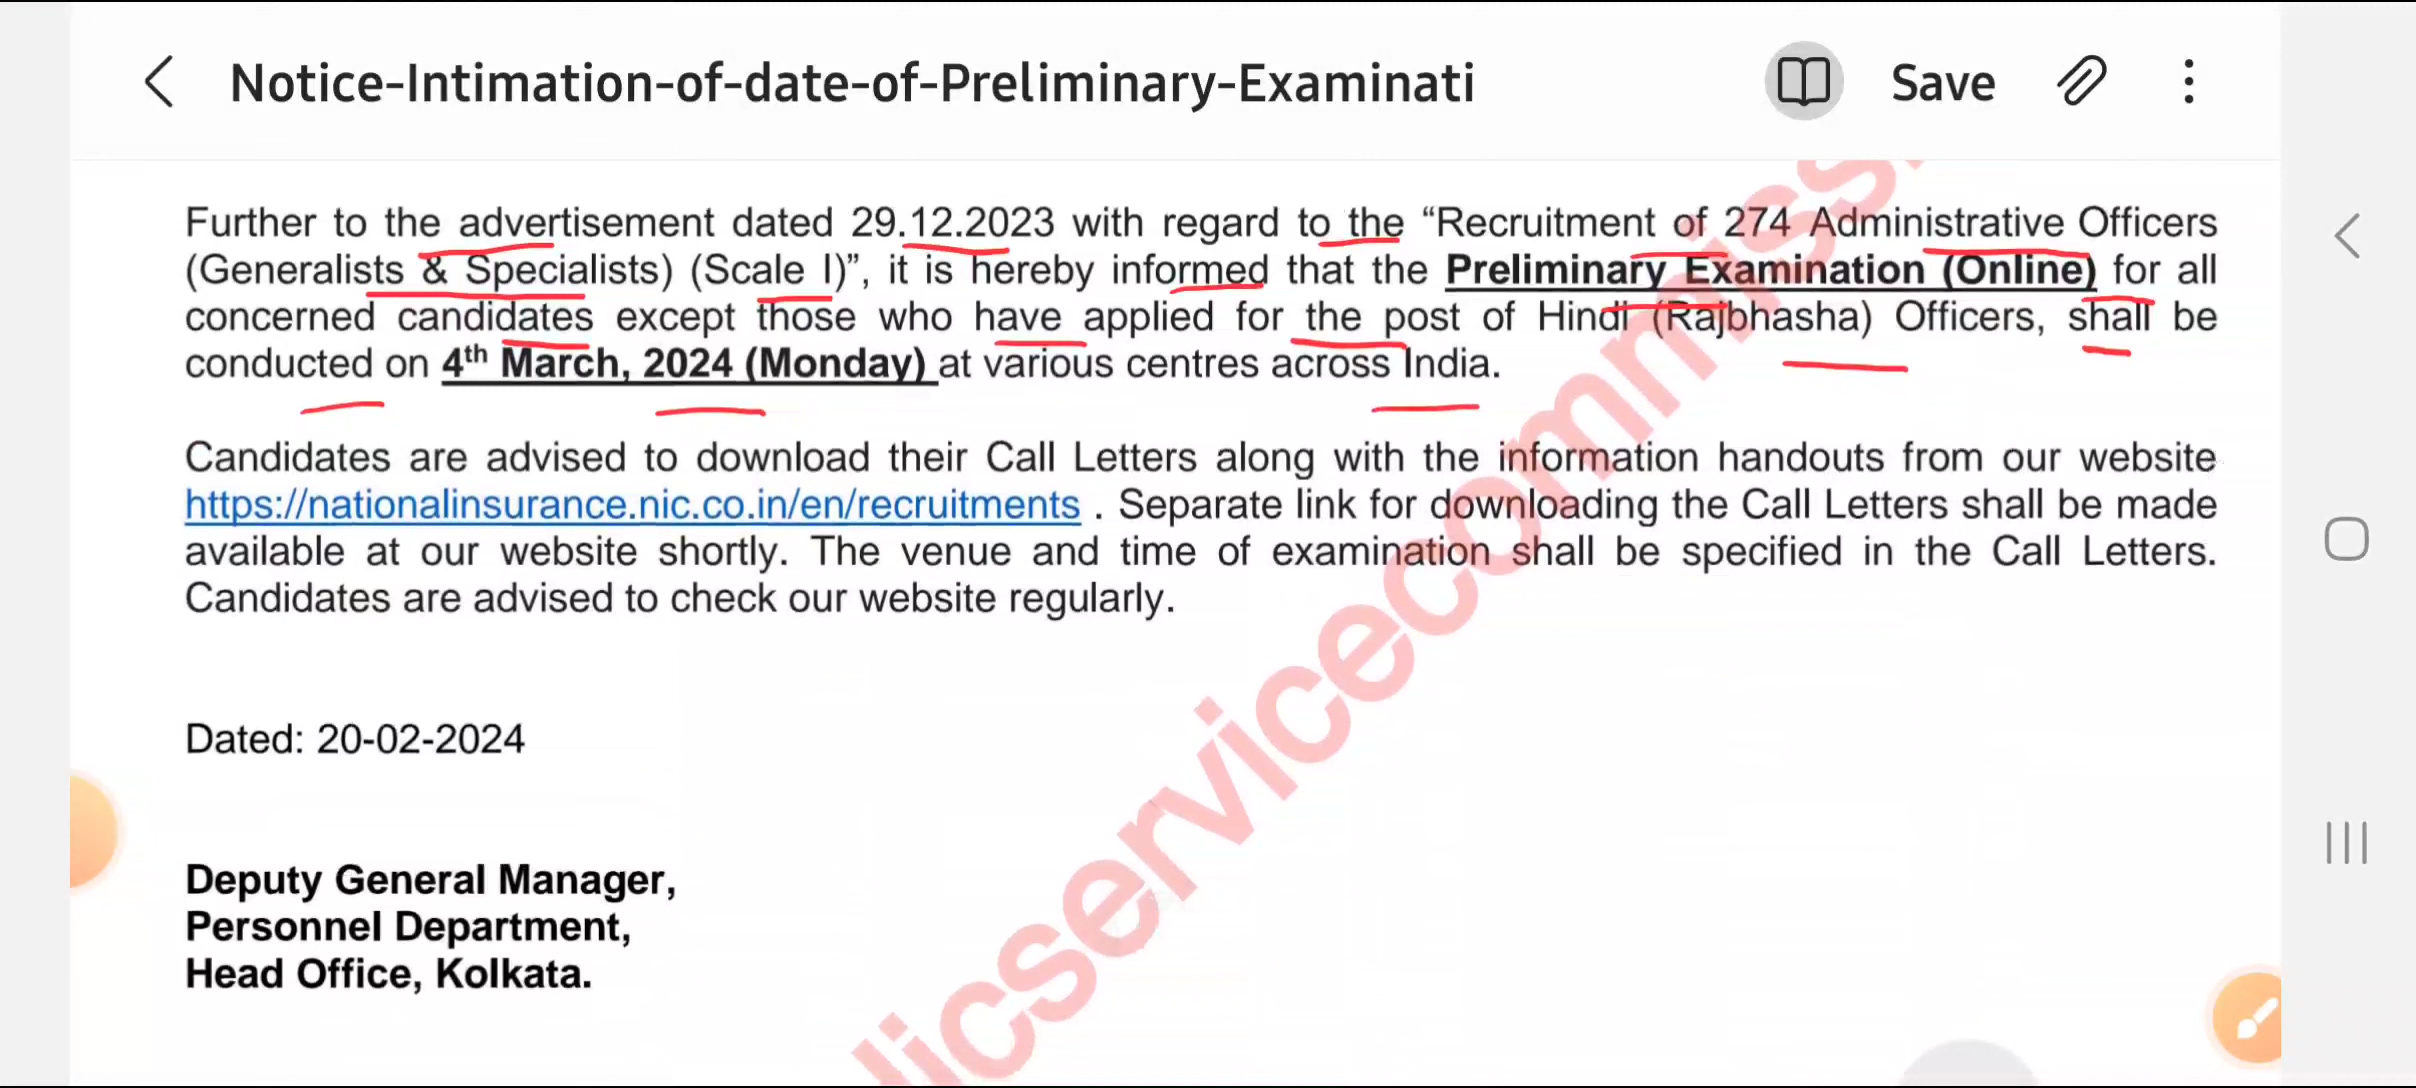 Notice-Intimation-of-date-of-Preliminary-Examinati
Save
Further to the advertisement dated 29.12.2023 with regard to the “Recruitment of 274 Administrative Officers
(Generalists & Specialists) (Scale I)”, it is hereby informed that the Preliminary Examination (Online) for all
concerned candidates except those who have applied for the post of Hindi (Rajbhasha) Officers, shall be
conducted on 4th March, 2024 (Monday) at various centres across India.
Candidates are advised to download their Call Letters along with the information handouts from our website
https://nationalinsurance.nic.co.in/en/recruitments . Separate link for downloading the Call Letters shall be made
available at our website shortly. The venue and time of examination shall be specified in the Call Letters.
Candidates are advised to check our website regularly.
Dated: 20-02-2024
Deputy General Manager,
Personnel Department,
Head Office, Kolkata.
licservicecommiss